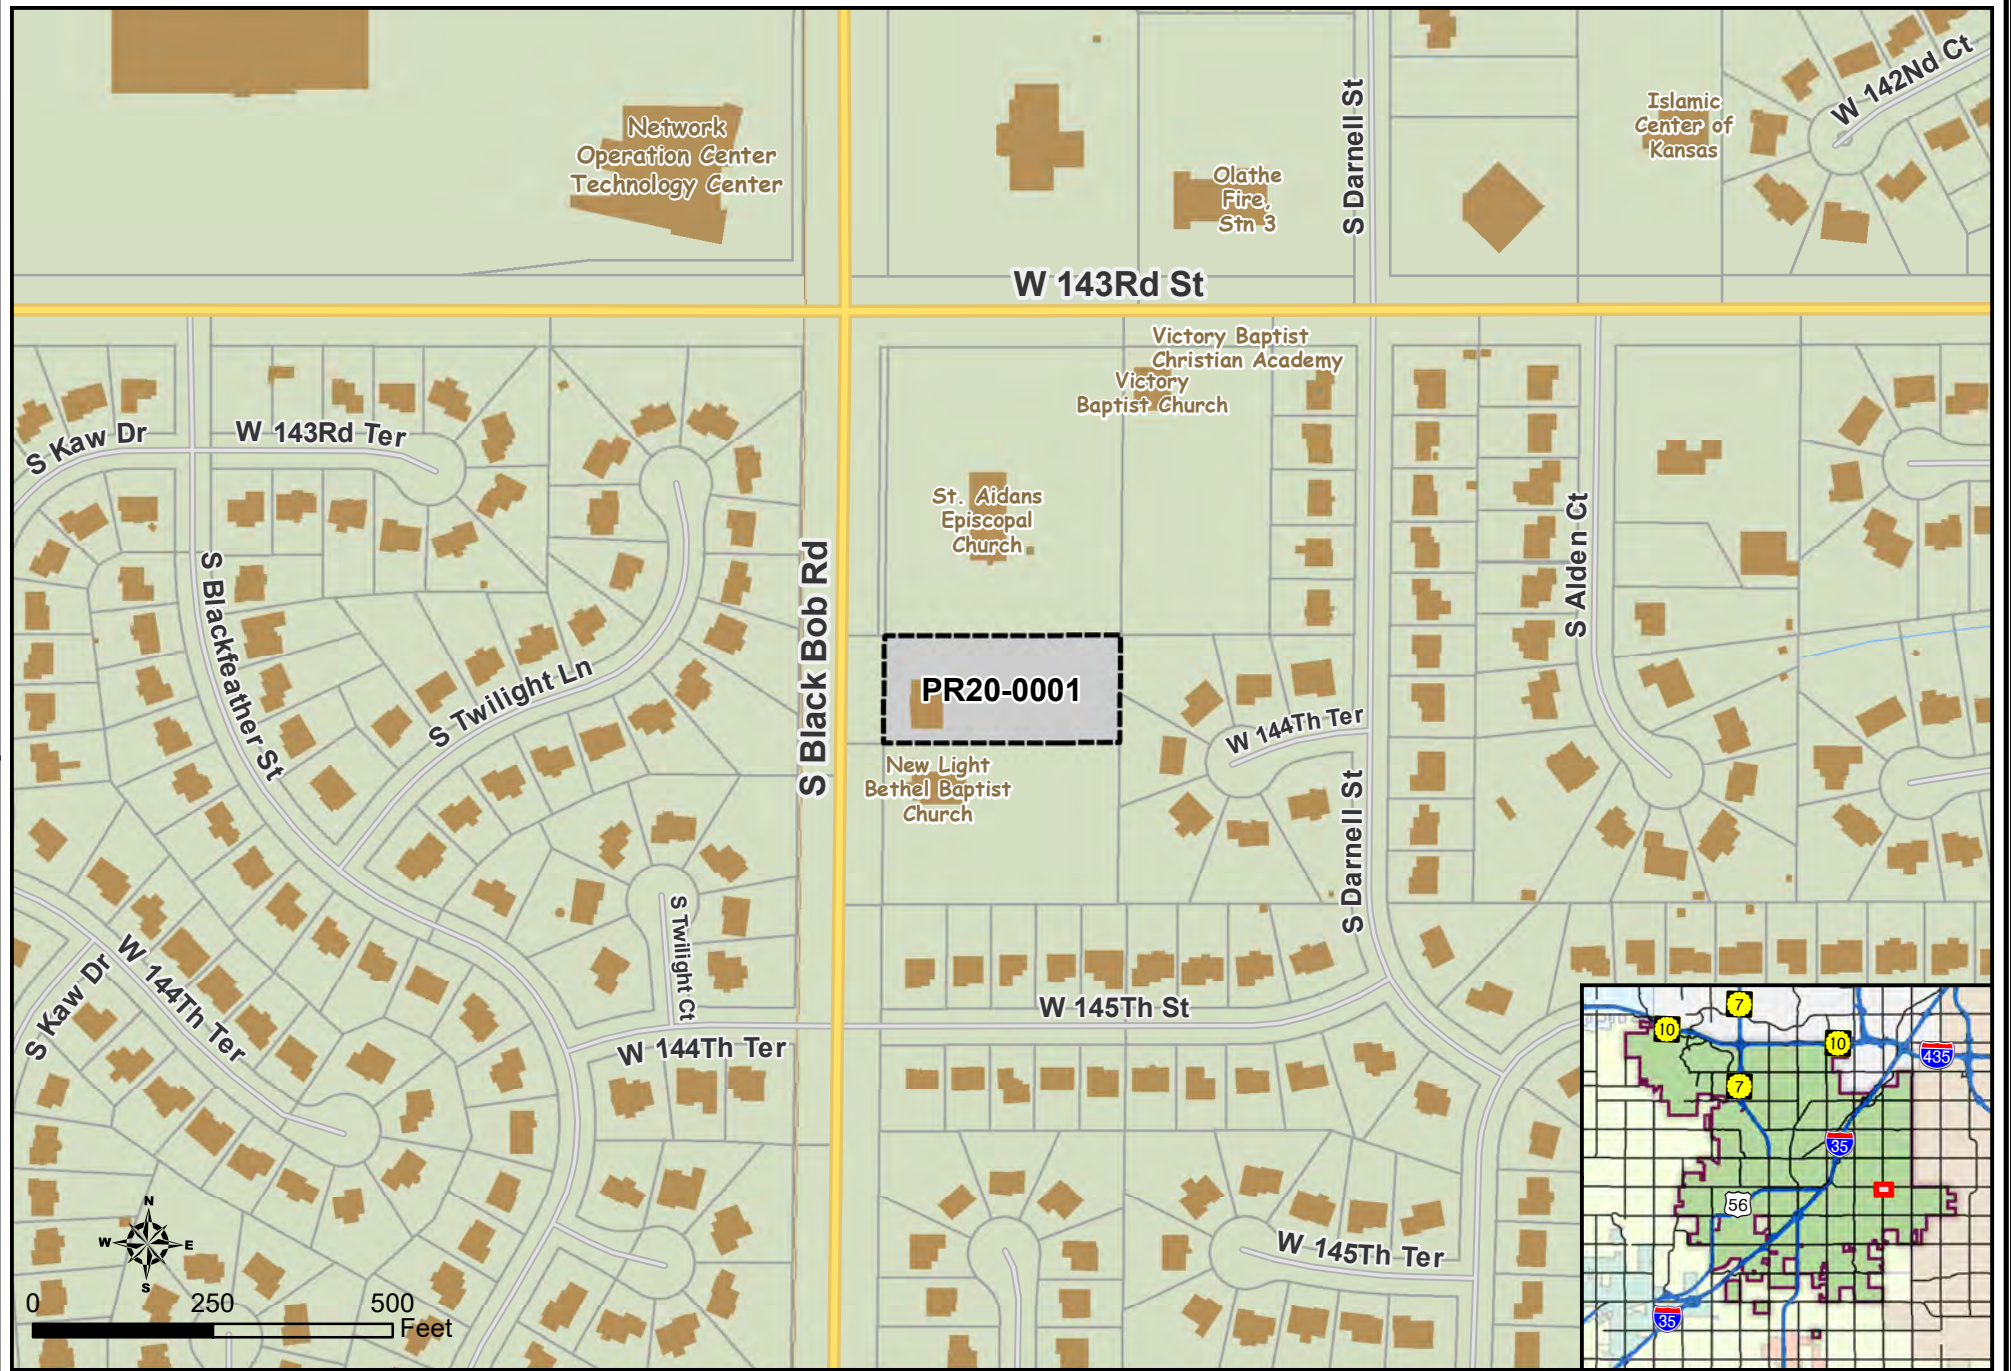 W 142Nd Ct
Network
Operation Center
Technology Center
S Darnell St
Islamic
Center of
Kansas
Olathe
Fire,
Stn 3
W 143Rd St
Victory Baptist
Christian Academy
Victory
Baptist Church
S Kaw Dr
W 143Rd Ter
St. Aidans
Episcopal
Church
S Alden Ct
S Black Bob Rd
S Blackfeather St
S Twilight Ln
PR20-0001
W 144Th Ter
New Light
Bethel Baptist
Church
S Darnell St
S Twilight Ct
S Kaw Dr
W 144Th Ter
W 145Th St
W 144Th Ter
W 145Th Ter
N
W
E
S
0
250
500
Feet
7
10
10
435
7
35
56
35